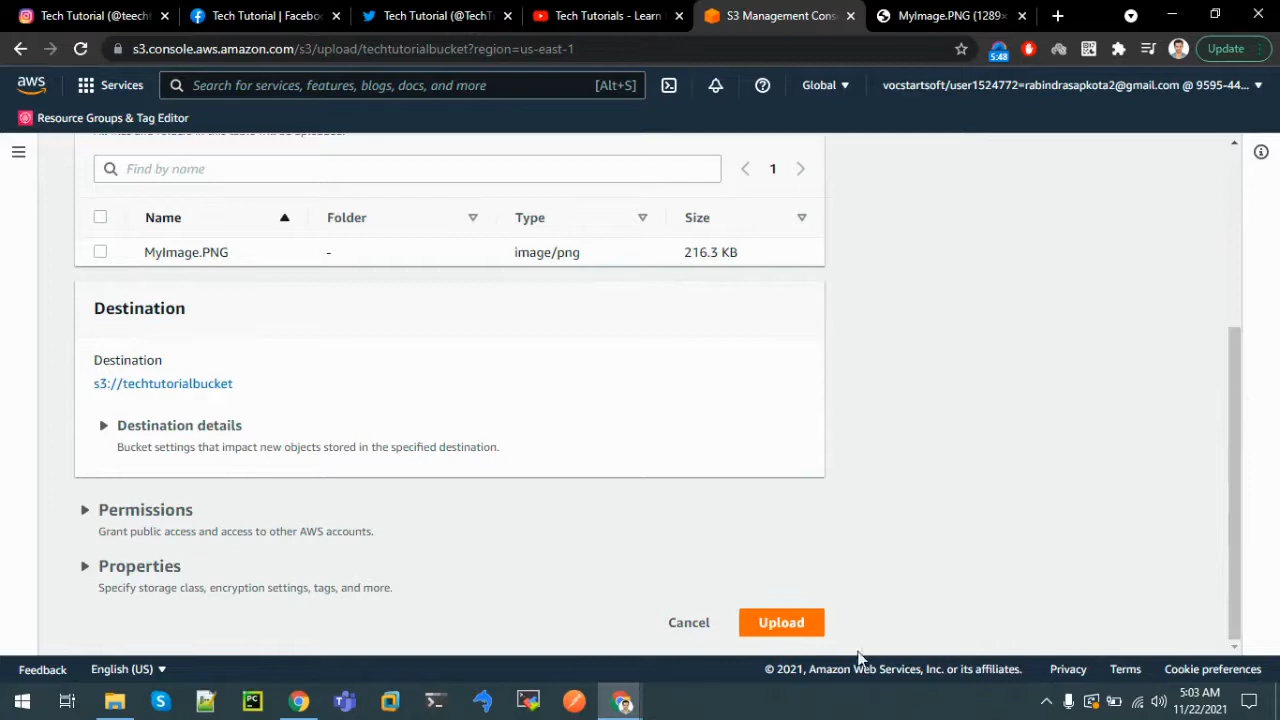 Tech Tutorial (@teech
Tech Tutorial | Facebo
Tech Tutorial (@TechT
Tech Tutorials - Learn
S3 Management Cons
MyImage.PNG (1289×
s3.console.aws.amazon.com/s3/upload/techtutorialbucket?region=us-east-1
5:48
Update
aws
Services
Search for services, features, blogs, docs, and more
[Alt+S]
Global
vocstartsoft/user1524772=rabindrasapkota2@gmail.com @ 9595-44...
Resource Groups & Tag Editor
Find by name
1
Name
Folder
Type
Size
MyImage.PNG
-
image/png
216.3 KB
Destination
Destination
s3://techtutorialbucket
Destination details
Bucket settings that impact new objects stored in the specified destination.
Permissions
Grant public access and access to other AWS accounts.
Properties
Specify storage class, encryption settings, tags, and more.
Cancel
Upload
Feedback
English (US)
© 2021, Amazon Web Services, Inc. or its affiliates.
Privacy
Terms
Cookie preferences
5:03 AM
11/22/2021